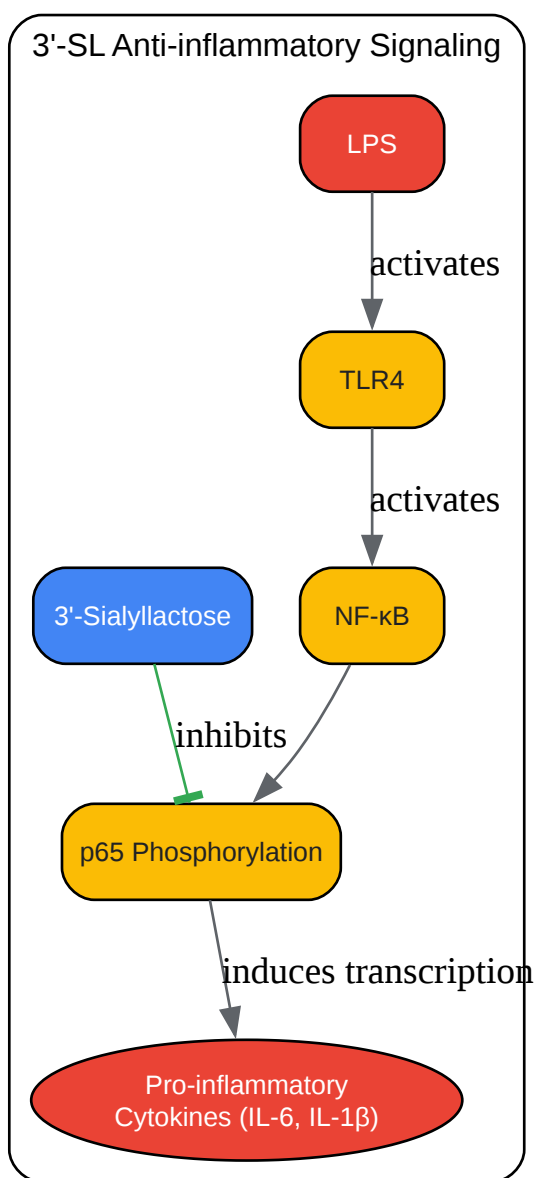 3'-SL Anti-inflammatory Signaling
LPS
activates
TLR4
activates
3'-Sialyllactose
NF-κB
inhibits
p65 Phosphorylation
induces transcription
Pro-inflammatory
Cytokines (IL-6, IL-1β)